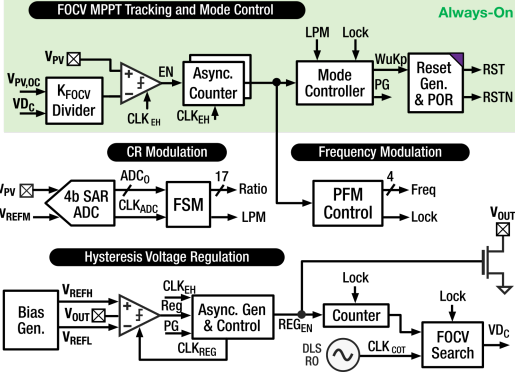 FOCV MPPT Tracking and Mode Control
Always-On
LPM Lock
V_PV
WuKp
EN
V_PV,OC
VD_C
K_FOCV Divider
+
−
CLK_EH
Async. Counter
CLK_EH
Mode Controller
PG
Reset Gen. & POR
RST
RSTN
CR Modulation
Frequency Modulation
V_PV
V_REFM
4b SAR ADC
ADC_O
CLK_ADC
FSM
17
Ratio
LPM
PFM Control
4
Freq
Lock
V_OUT
Hysteresis Voltage Regulation
Bias Gen.
V_REFH
V_OUT
V_REFL
+
−
CLK_EH
Reg
PG
CLK_REG
Async. Gen & Control
REG_EN
Lock
Counter
Lock
DLS RO
CLK_COT
FOCV Search
VD_C